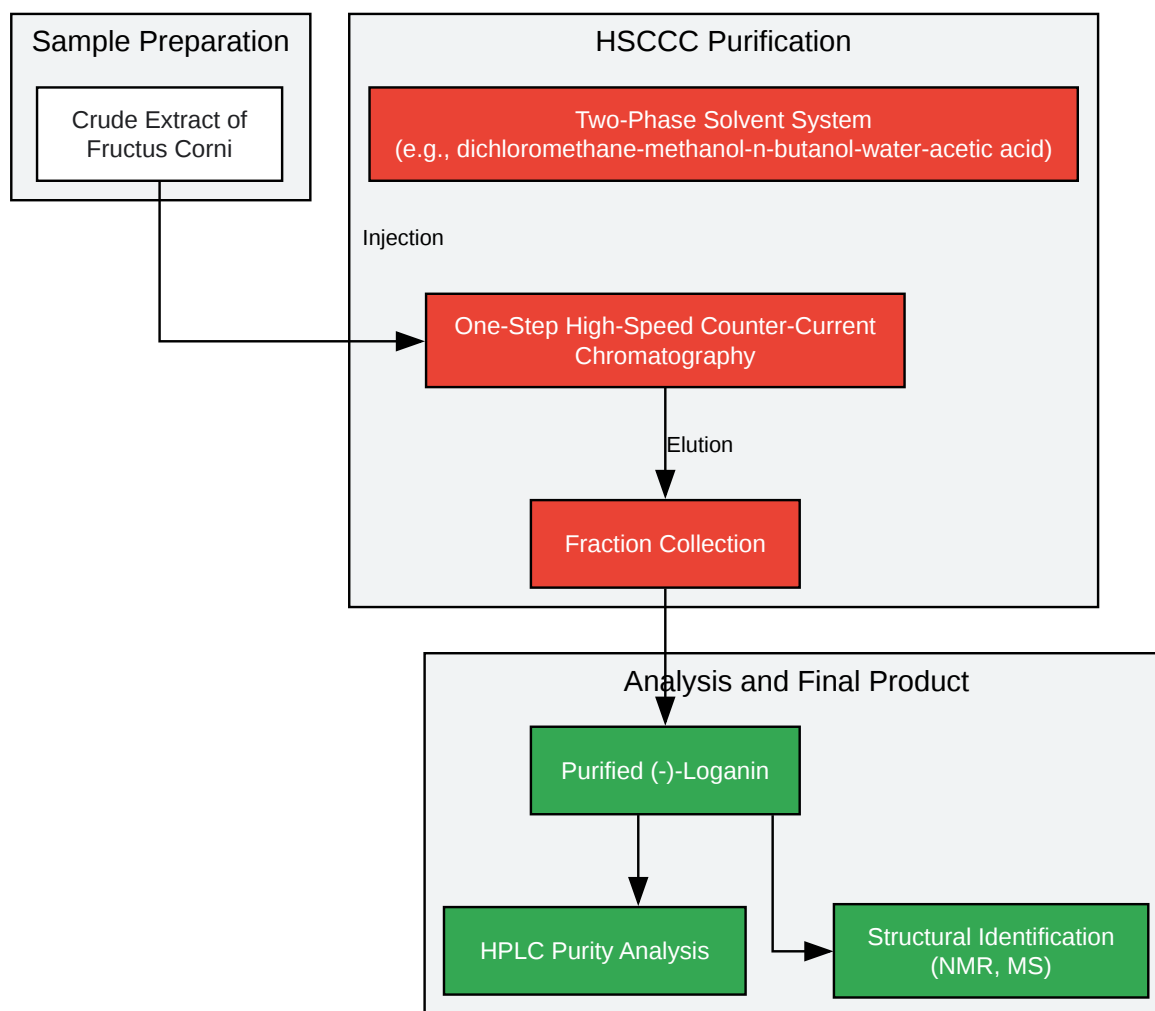 Sample Preparation
Crude Extract of
Fructus Corni
HSCCC Purification
Two-Phase Solvent System
(e.g., dichloromethane-methanol-n-butanol-water-acetic acid)
Injection
One-Step High-Speed Counter-Current
Chromatography
Elution
Fraction Collection
Analysis and Final Product
Purified (-)-Loganin
HPLC Purity Analysis
Structural Identification
(NMR, MS)